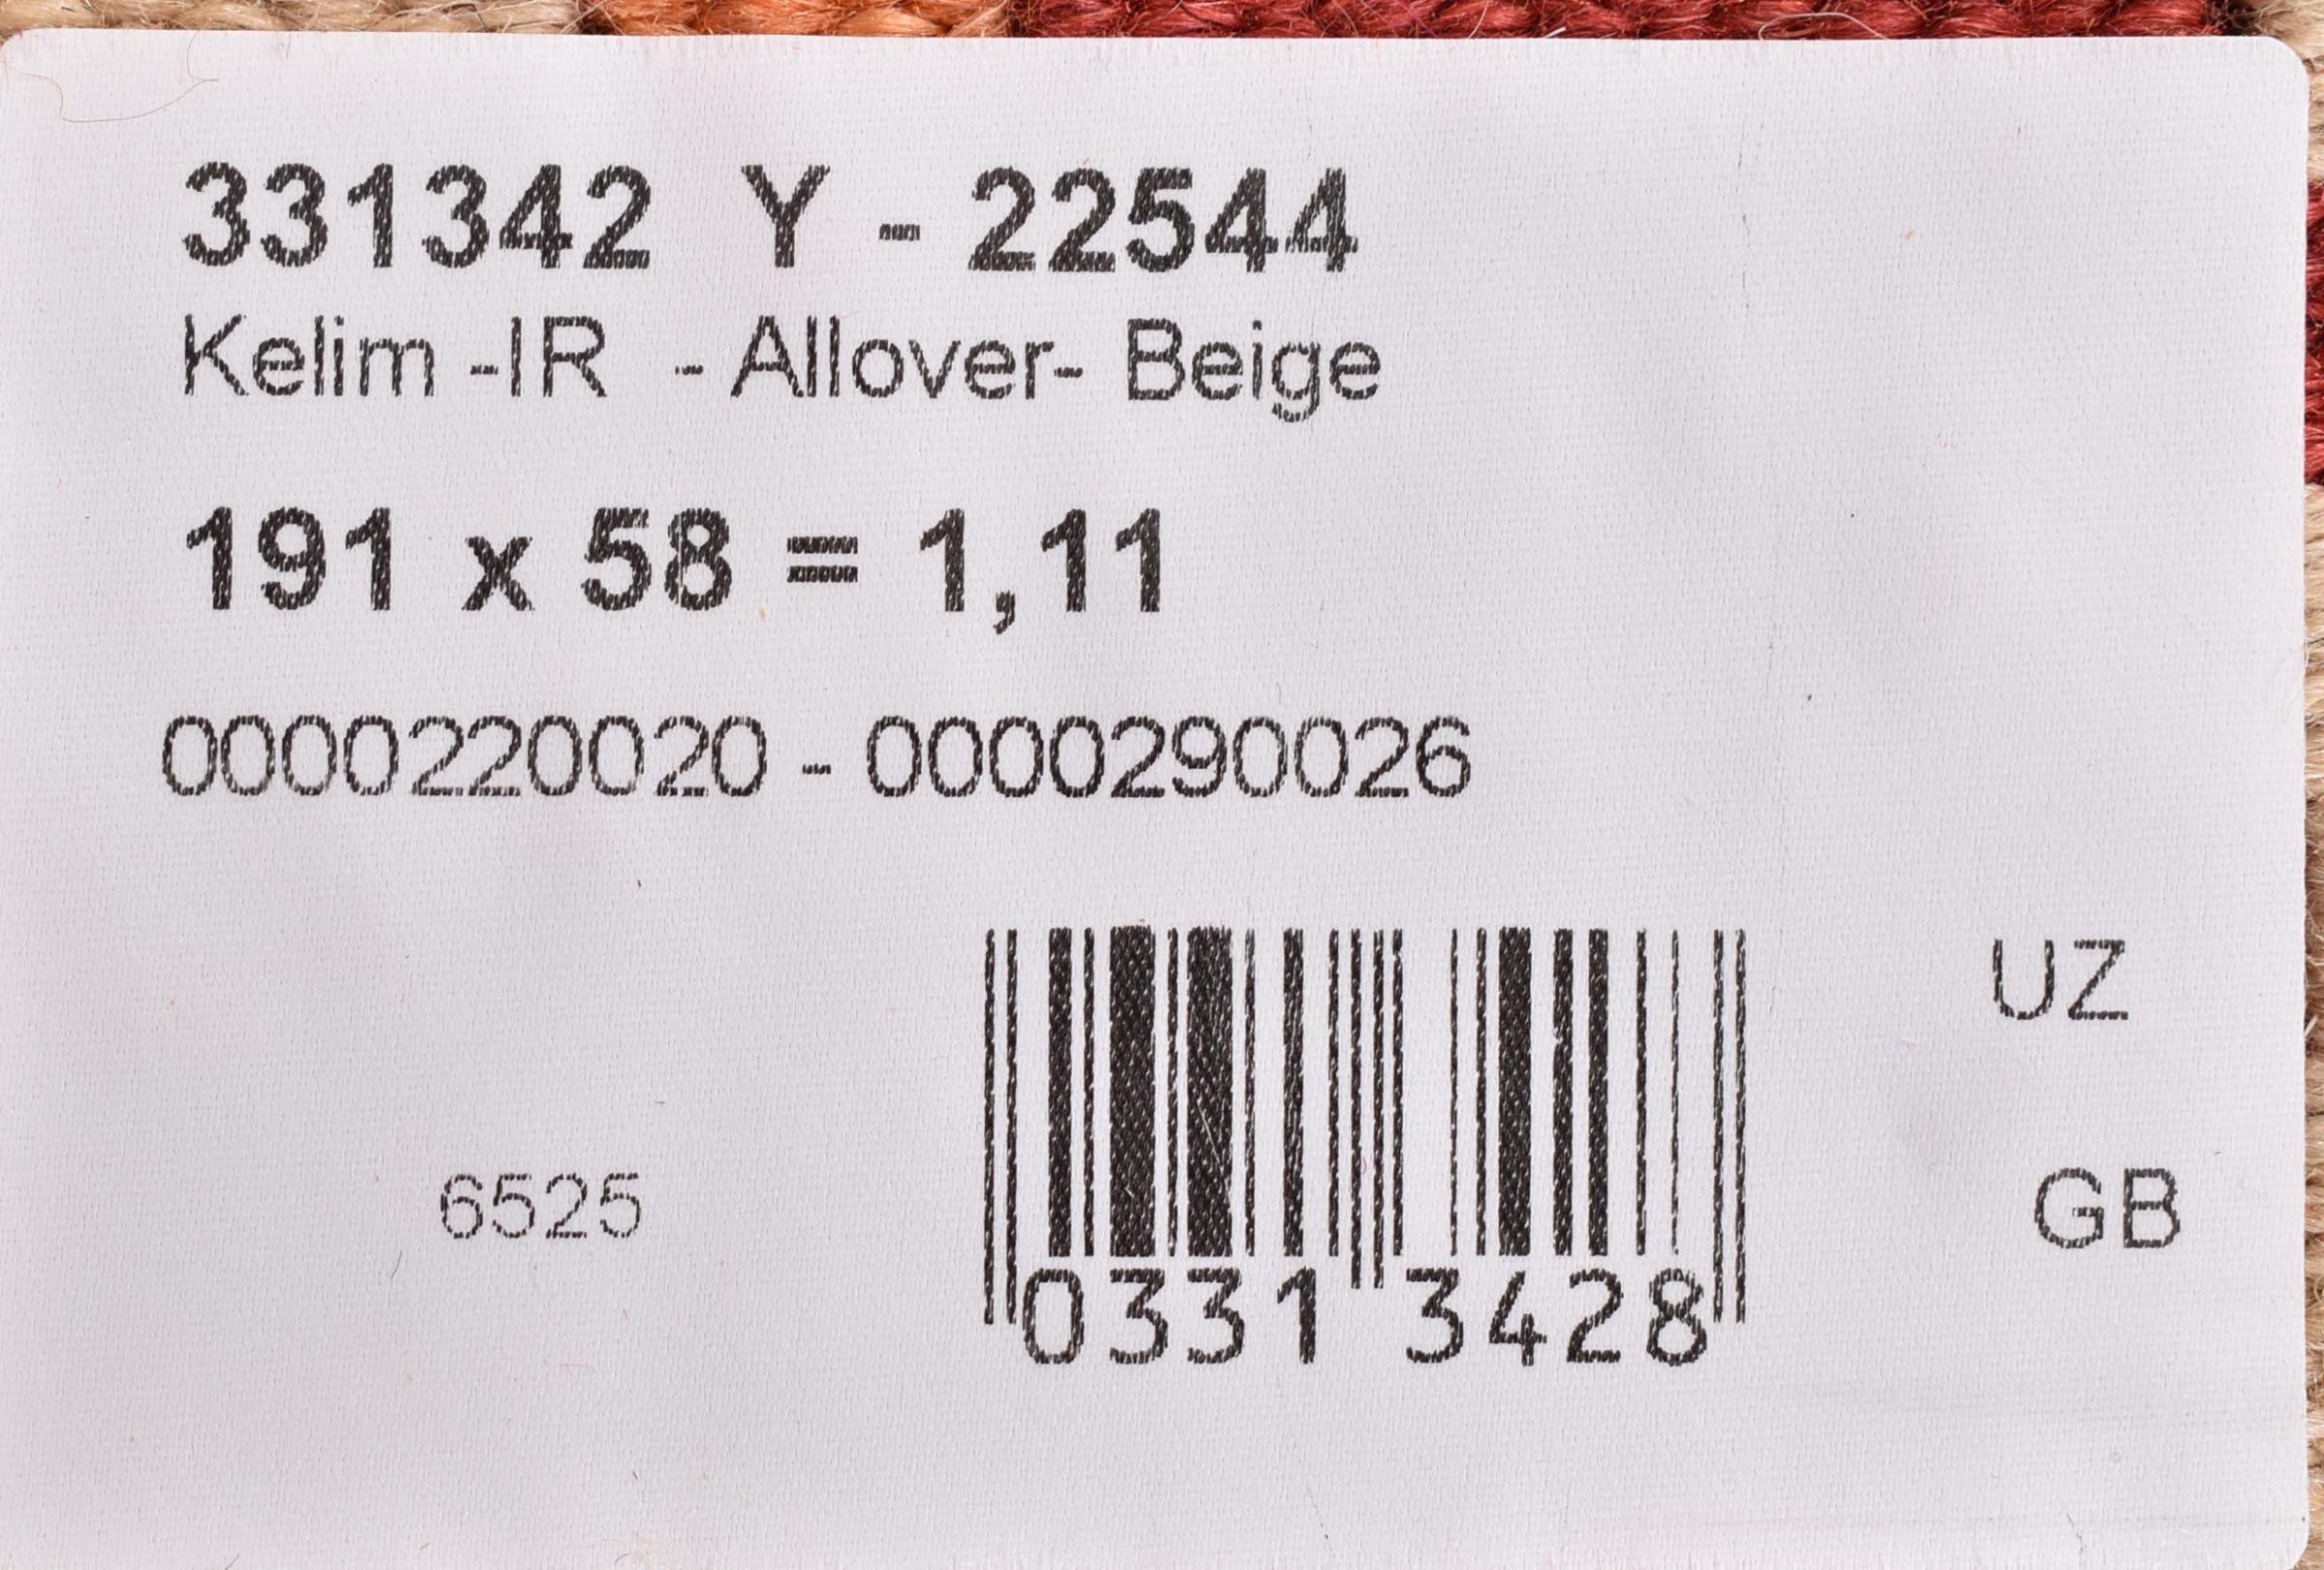 331342 Y - 22544
Kelim -IR - Allover- Beige
191 x 58 = 1,11
0000220020 - 0000290026
UZ
6525
GB
0331 3428